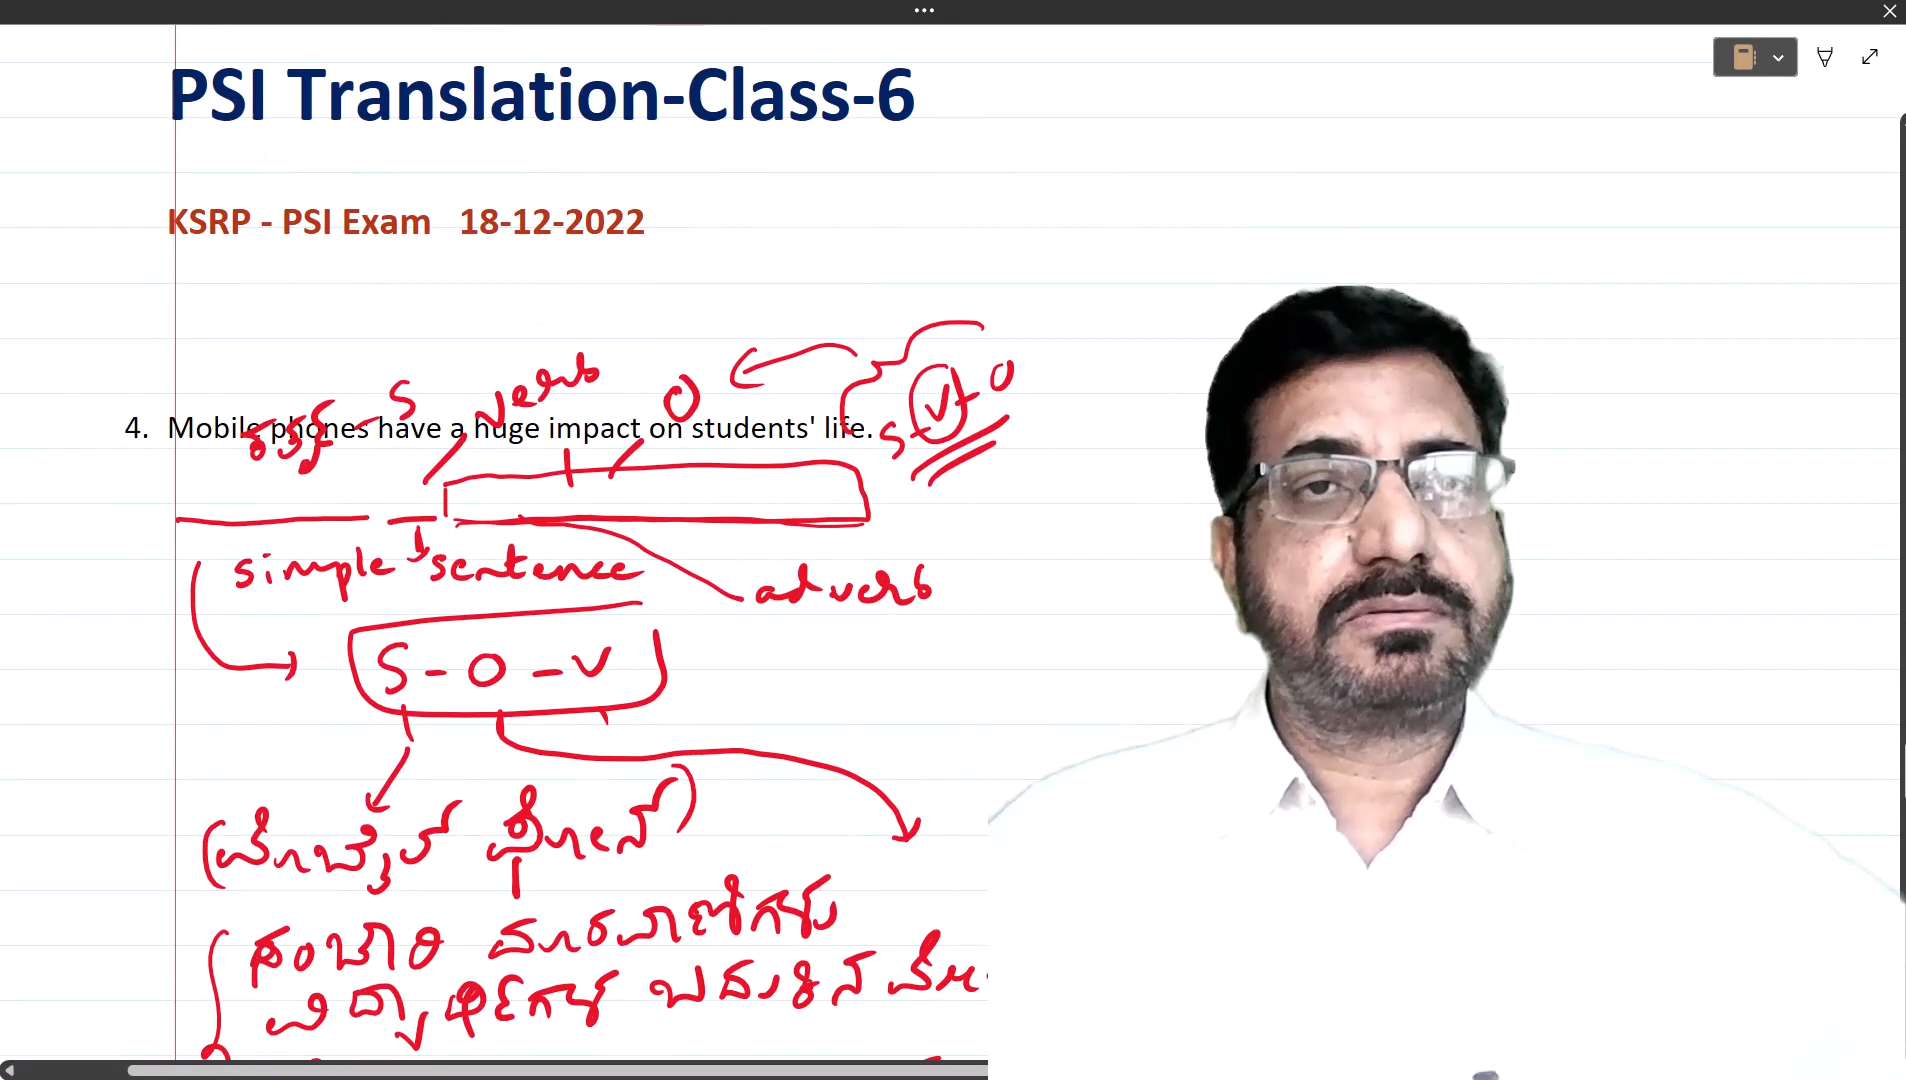 PSI Translation-Class-6
KSRP - PSI Exam 18-12-2022
S verb O
S-V-O
ಕರ್ತೃ
4. Mobile phones have a huge impact on students' life.
simple sentence
adverb
S-O-V
(ಮೊಬೈಲ್ ಫೋನ್)
ಸಂಚಾರಿ ದೂರವಾಣಿಗಳು
ವಿದ್ಯಾರ್ಥಿಗಳ ಬದುಕಿನ ಮೇಲೆ